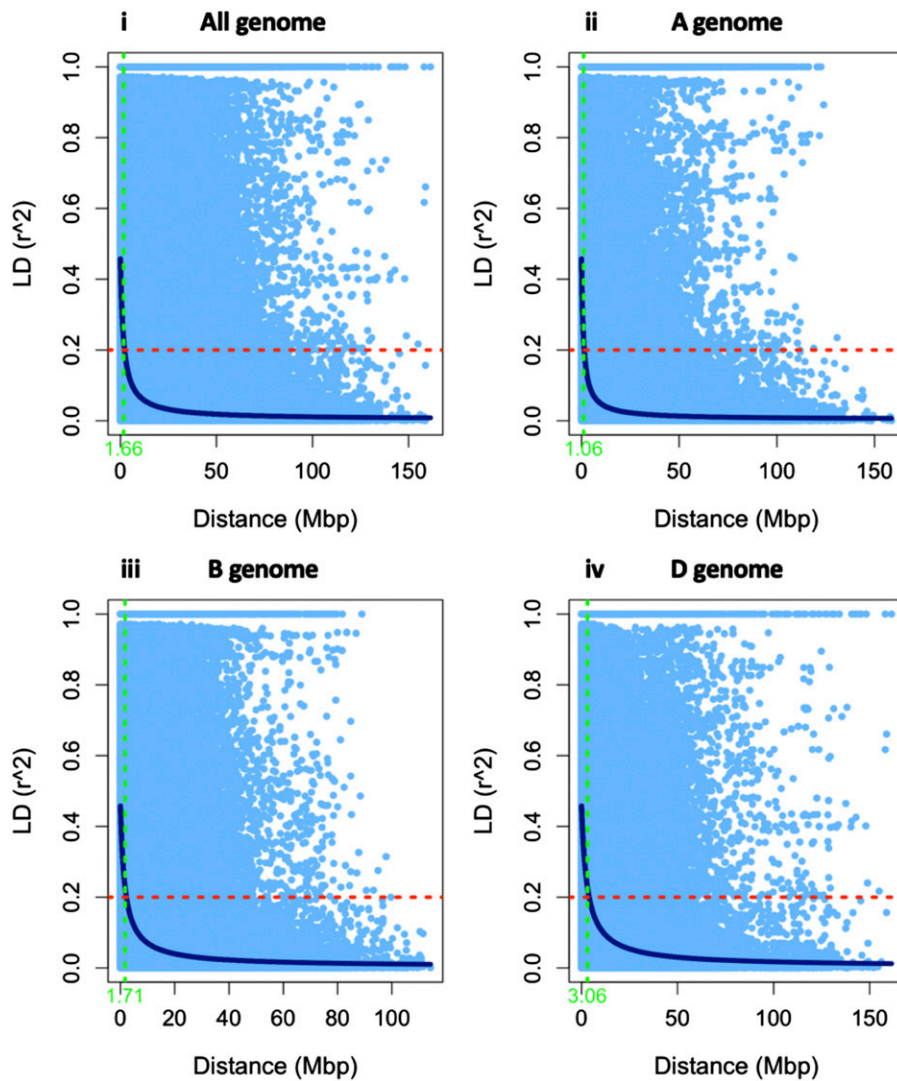 i All genome
LD (r^2)
1.0
0.8
0.6
0.4
0.2
0.0
1.66
0 50 100 150
Distance (Mbp)
ii A genome
LD (r^2)
1.0
0.8
0.6
0.4
0.2
0.0
1.06
0 50 100 150
Distance (Mbp)
iii B genome
LD (r^2)
1.0
0.8
0.6
0.4
0.2
0.0
1.71
0 20 40 60 80 100
Distance (Mbp)
iv D genome
LD (r^2)
1.0
0.8
0.6
0.4
0.2
0.0
3.06
0 50 100 150
Distance (Mbp)